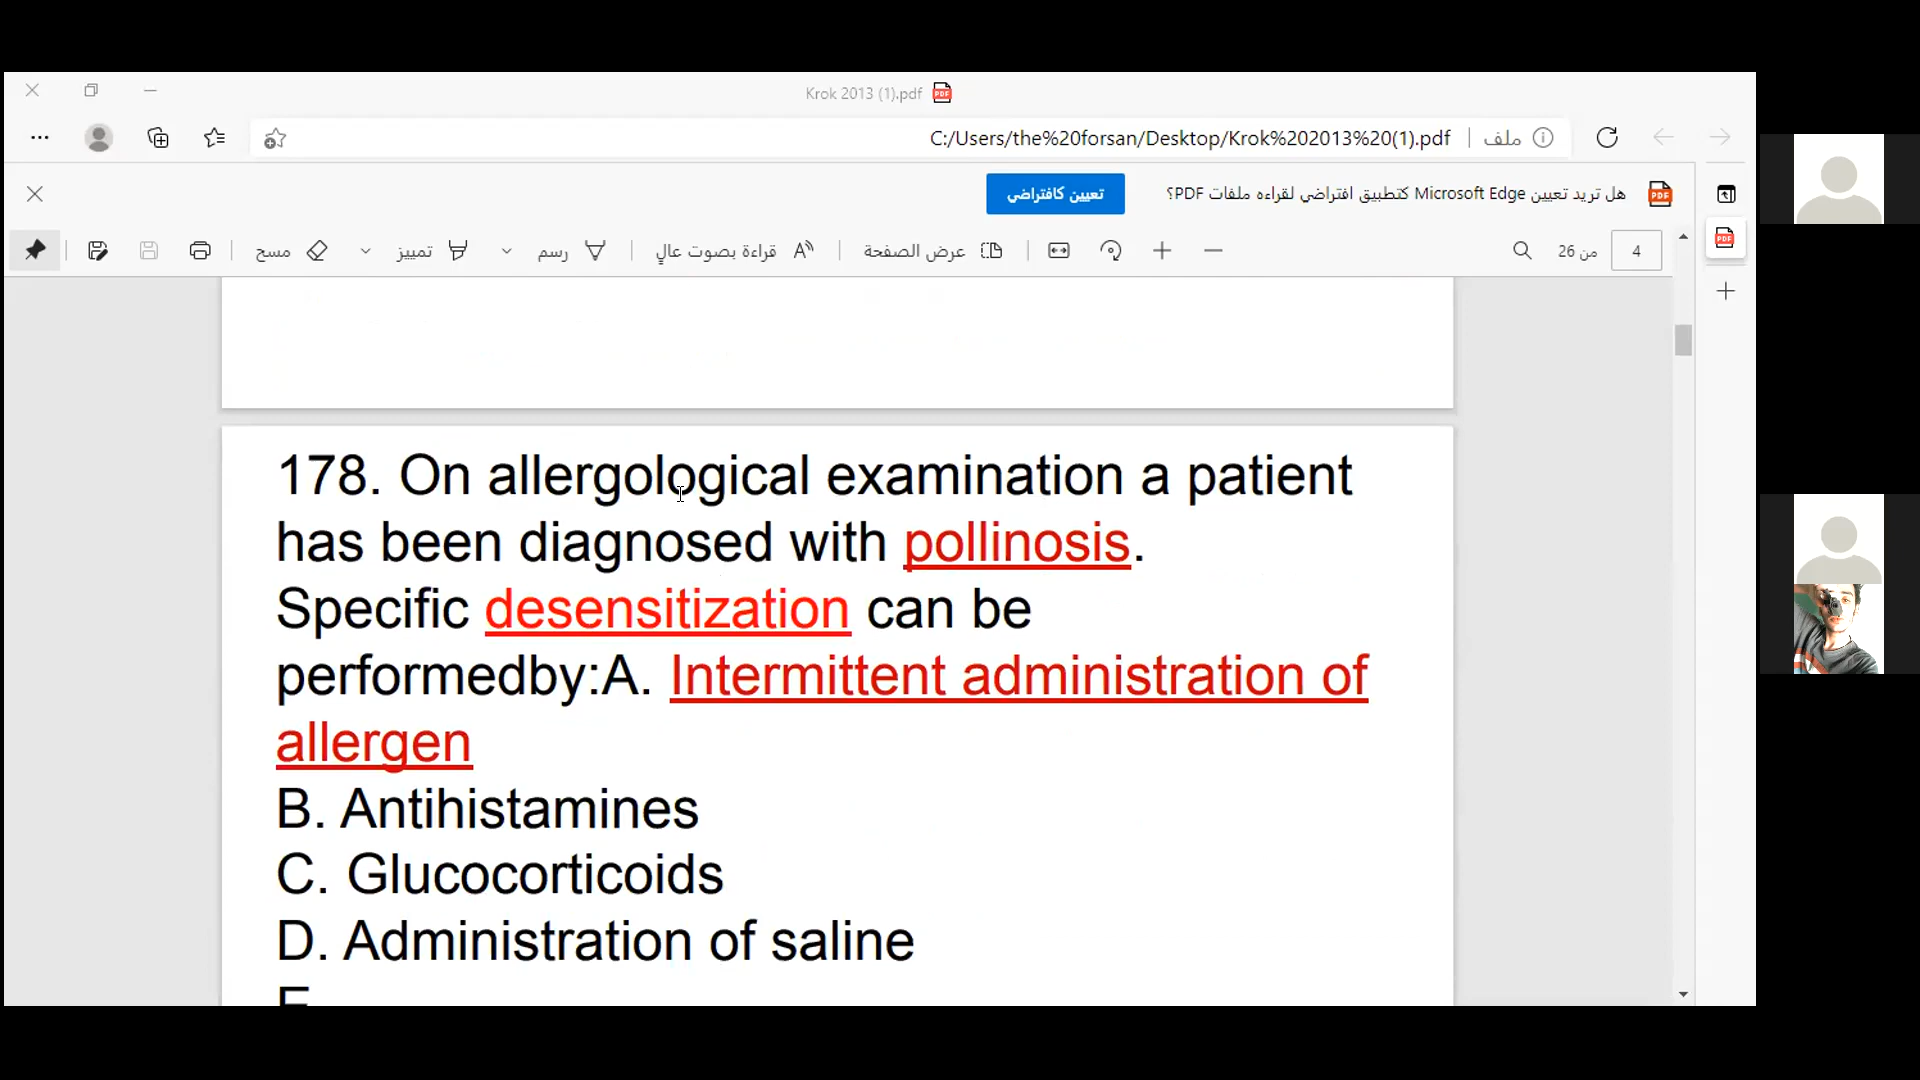 Krok 2013 (1).pdf
C:/Users/the%20forsan/Desktop/Krok%202013%20(1).pdf
ملف
هل تريد تعيين Microsoft Edge كتطبيق افتراضي لقراءه ملفات PDF؟
تعيين كافتراضي
4
من 26
عرض الصفحة
قراءة بصوت عالٍ
رسم
تمييز
مسح
178. On allergological examination a patient
has been diagnosed with pollinosis.
Specific desensitization can be
performedby:A. Intermittent administration of
allergen
B. Antihistamines
C. Glucocorticoids
D. Administration of saline